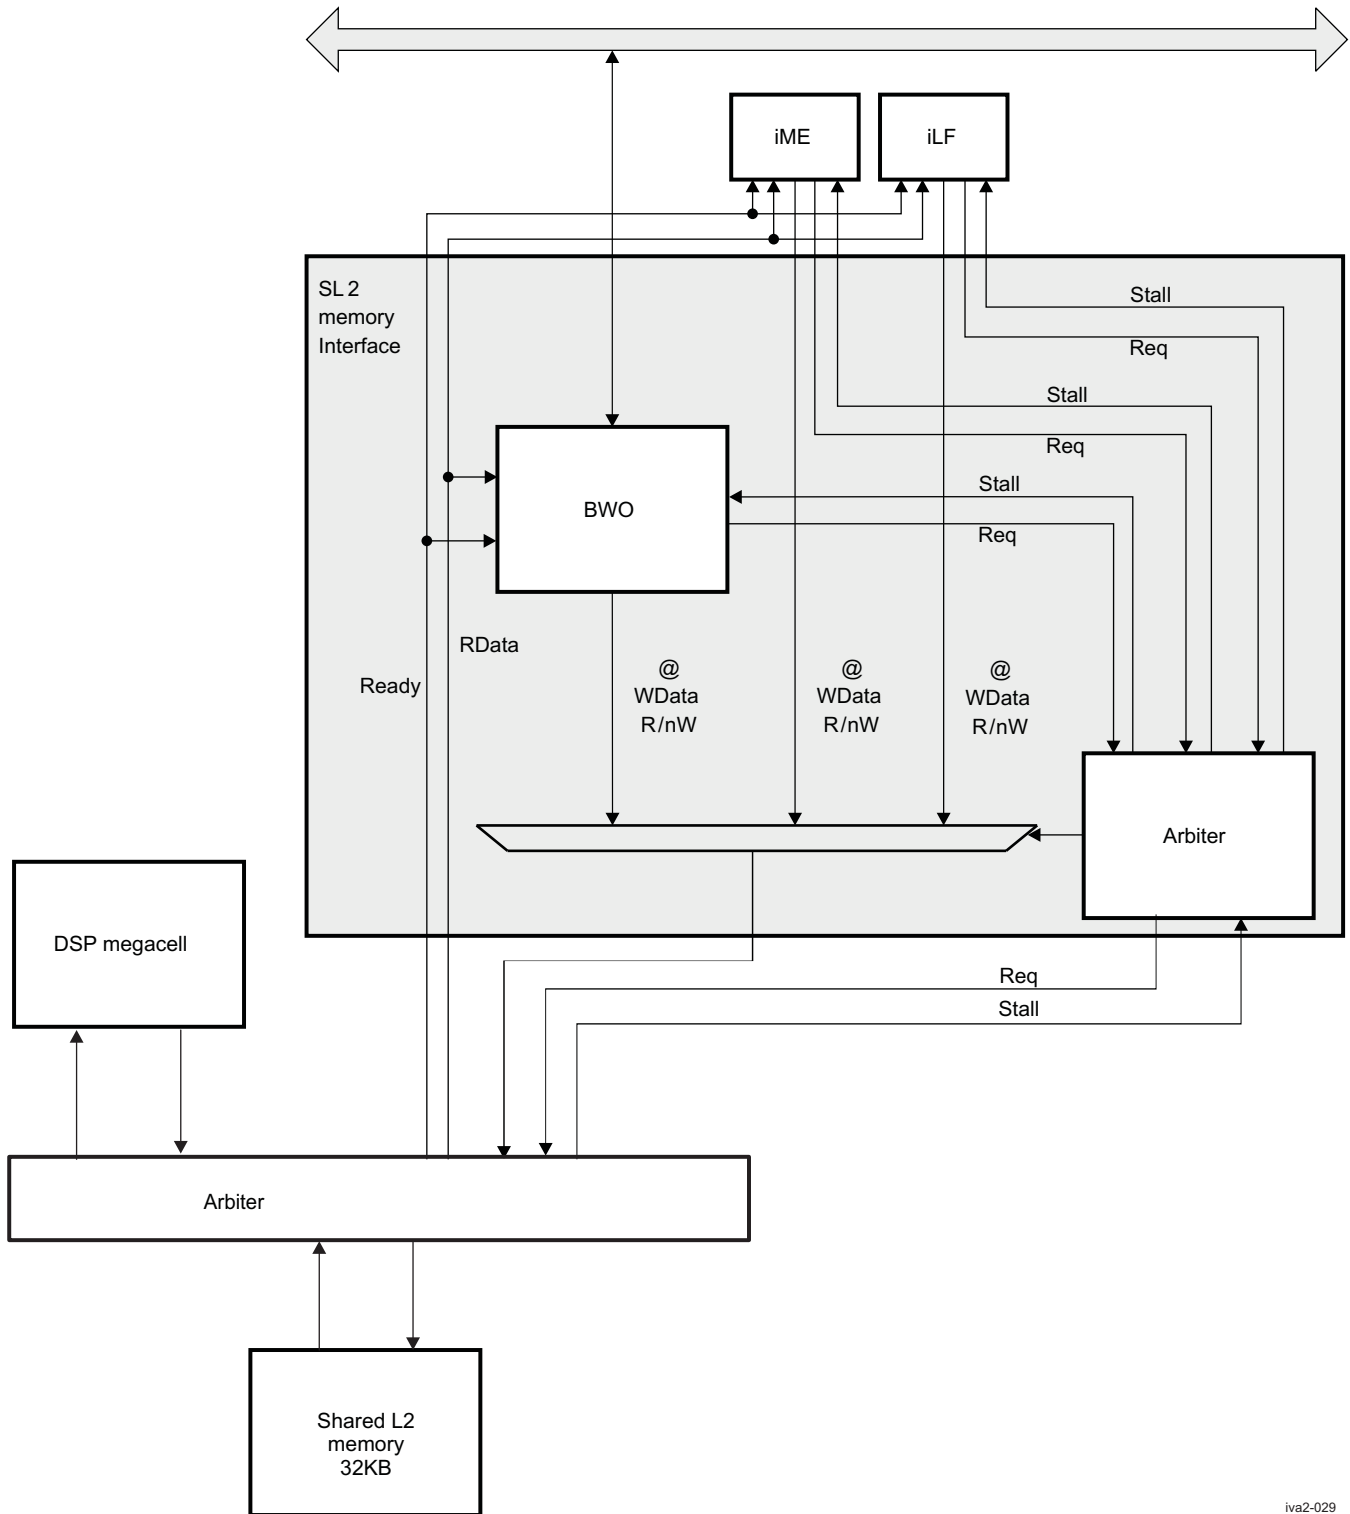 iME
iLF
SL 2
memory
Interface
Stall
Req
Stall
Req
Stall
BWO
Req
RData
Ready
@
WData
R/nW
@
WData
R/nW
@
WData
R/nW
Arbiter
DSP megacell
Req
Stall
Arbiter
Shared L2
memory
32KB
iva2-029